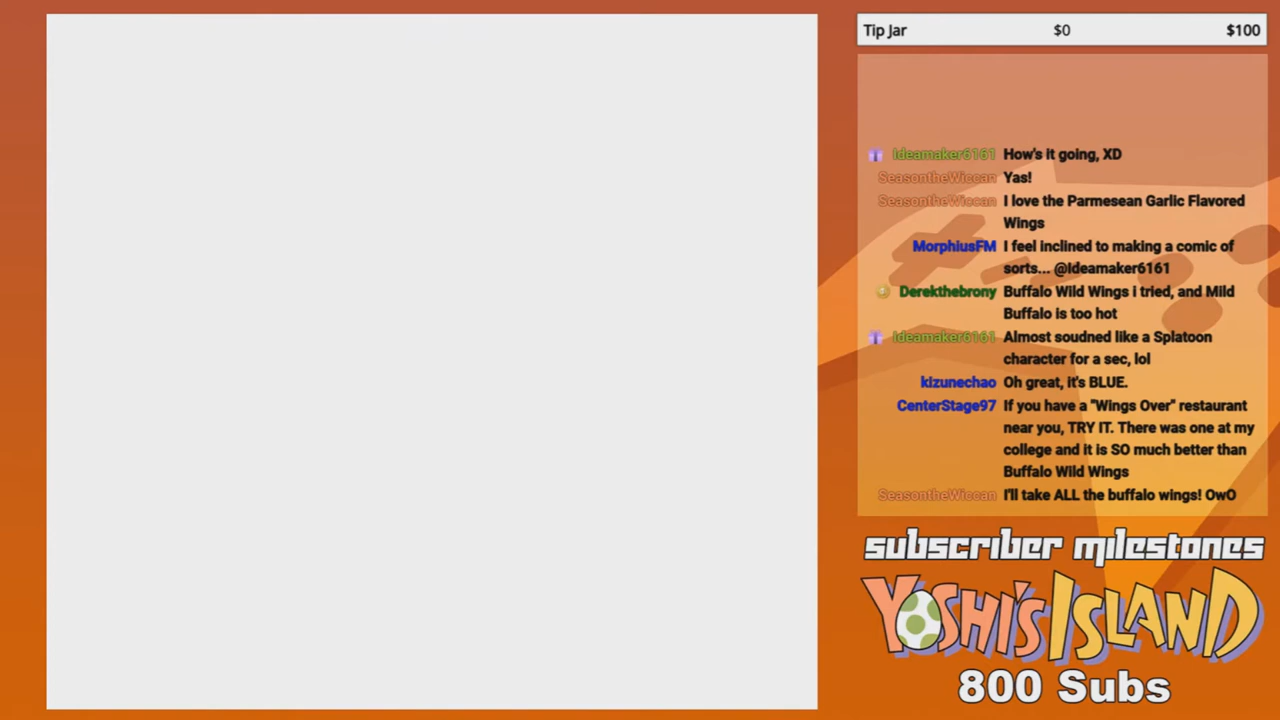 Tip Jar $0 $100
Ideamaker6161 How's it going, XD
SeasontheWiccan Yas!
SeasontheWiccan I love the Parmesean Garlic Flavored
Wings
MorphiusFM I feel inclined to making a comic of
sorts... @Ideamaker6161
Derekthebrony Buffalo Wild Wings i tried, and Mild
Buffalo is too hot
Ideamaker6161 Almost soudned like a Splatoon
character for a sec, lol
kizunechao Oh great, it's BLUE.
CenterStage97 If you have a "Wings Over" restaurant
near you, TRY IT. There was one at my
college and it is SO much better than
Buffalo Wild Wings
SeasontheWiccan I'll take ALL the buffalo wings! OwO
subscriber milestones
YOSHI'S ISLAND
800 Subs